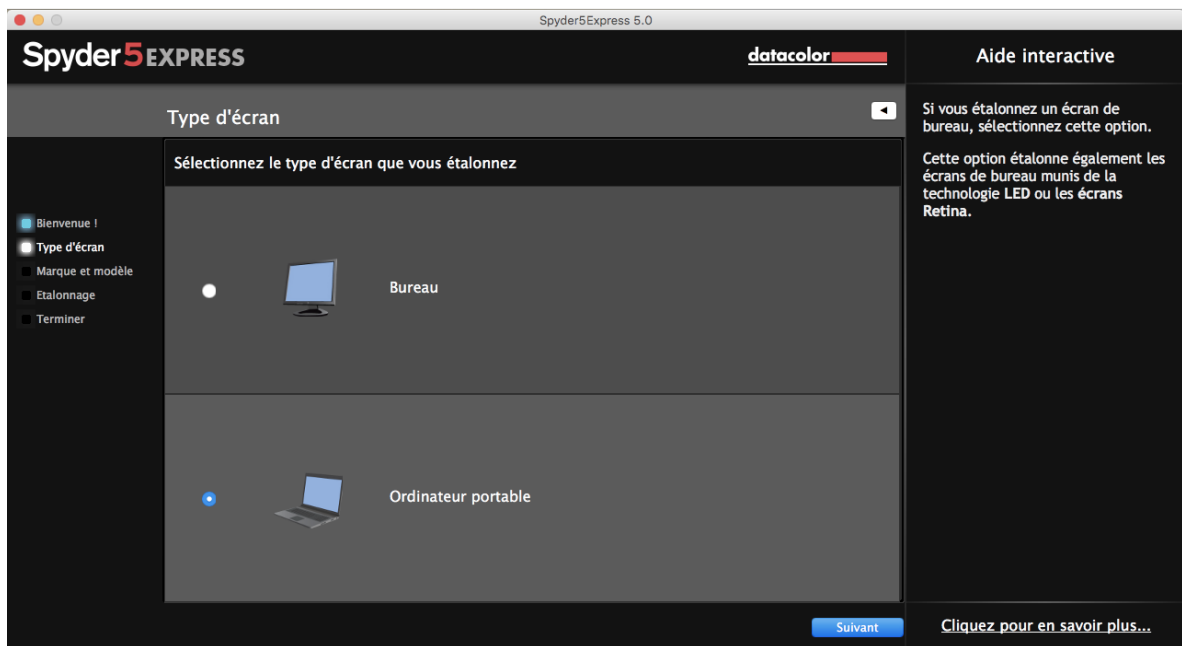 Spyder5Express 5.0
Spyder5EXPRESS
datacolor
Aide interactive
Type d'écran
Si vous étalonnez un écran de
bureau, sélectionnez cette option.
Cette option étalonne également les
écrans de bureau munis de la
technologie LED ou les écrans
Retina.
Sélectionnez le type d'écran que vous étalonnez
Bienvenue !
Type d'écran
Marque et modèle
Etalonnage
Terminer
Bureau
Ordinateur portable
Suivant
Cliquez pour en savoir plus...